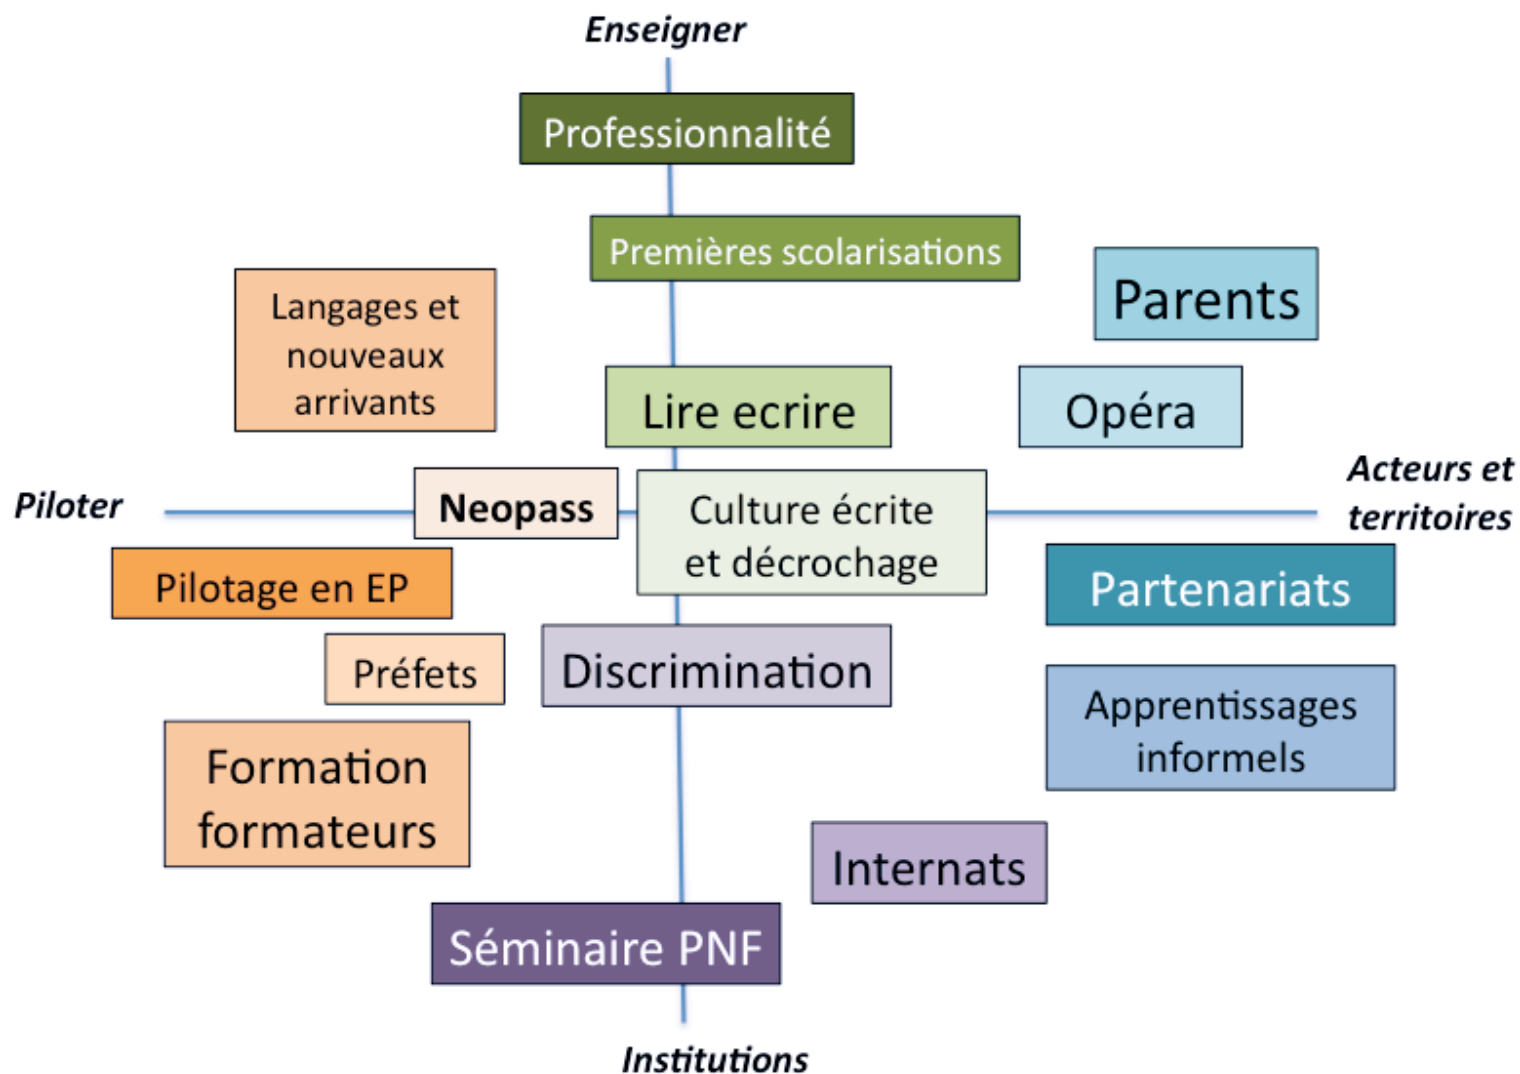 Enseigner
Professionnalité
Premières scolarisations
Langages et
nouveaux
arrivants
Parents
Lire ecrire
Opéra
Piloter
Neopass
Culture écrite
et décrochage
Acteurs et
territoires
Pilotage en EP
Partenariats
Préfets
Discrimination
Apprentissages
informels
Formation
formateurs
Internats
Séminaire PNF
Institutions